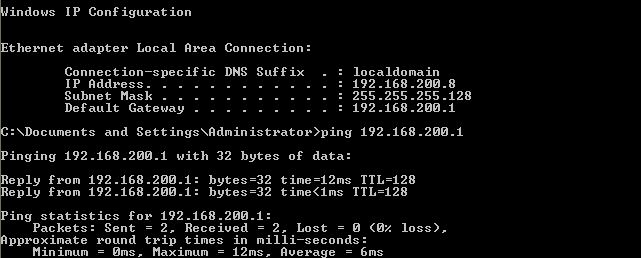 Windows IP Configuration
Ethernet adapter Local Area Connection:
Connection-specific DNS Suffix  . : localdomain
IP Address. . . . . . . . . . . . : 192.168.200.8
Subnet Mask . . . . . . . . . . . : 255.255.255.128
Default Gateway . . . . . . . . . : 192.168.200.1
C:\Documents and Settings\Administrator>ping 192.168.200.1
Pinging 192.168.200.1 with 32 bytes of data:
Reply from 192.168.200.1: bytes=32 time=12ms TTL=128
Reply from 192.168.200.1: bytes=32 time<1ms TTL=128
Ping statistics for 192.168.200.1:
Packets: Sent = 2, Received = 2, Lost = 0 (0% loss),
Approximate round trip times in milli-seconds:
Minimum = 0ms, Maximum = 12ms, Average = 6ms